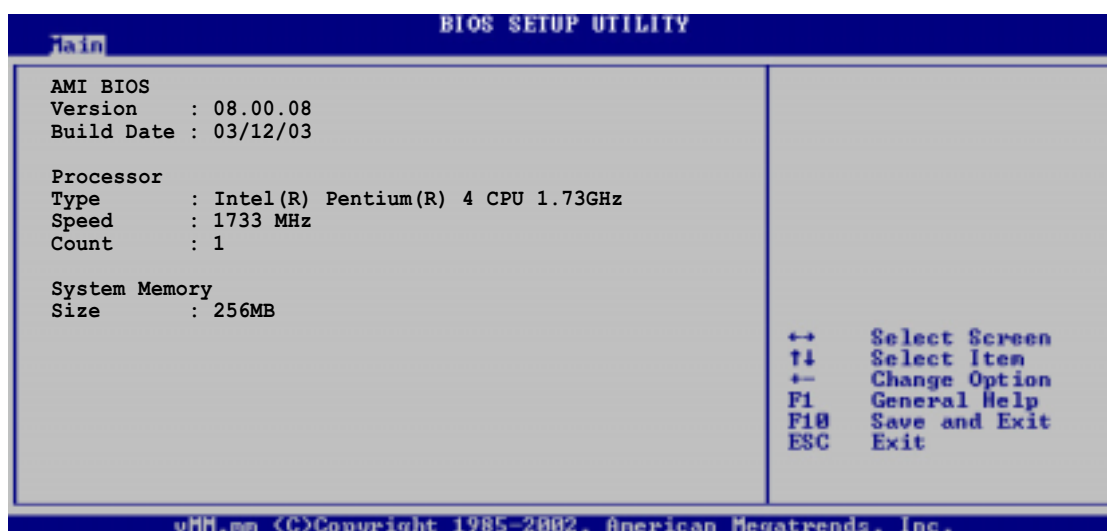 BIOS SETUP UTILITY
Main
AMI BIOS
Version : 08.00.08
Build Date : 03/12/03
Processor
Type : Intel(R) Pentium(R) 4 CPU 1.73GHz
Speed : 1733 MHz
Count : 1
System Memory
Size : 256MB
←→ Select Screen
↑↓ Select Item
+- Change Option
F1 General Help
F10 Save and Exit
ESC Exit
vMM.mm (C)Copyright 1985-2002, American Megatrends, Inc.